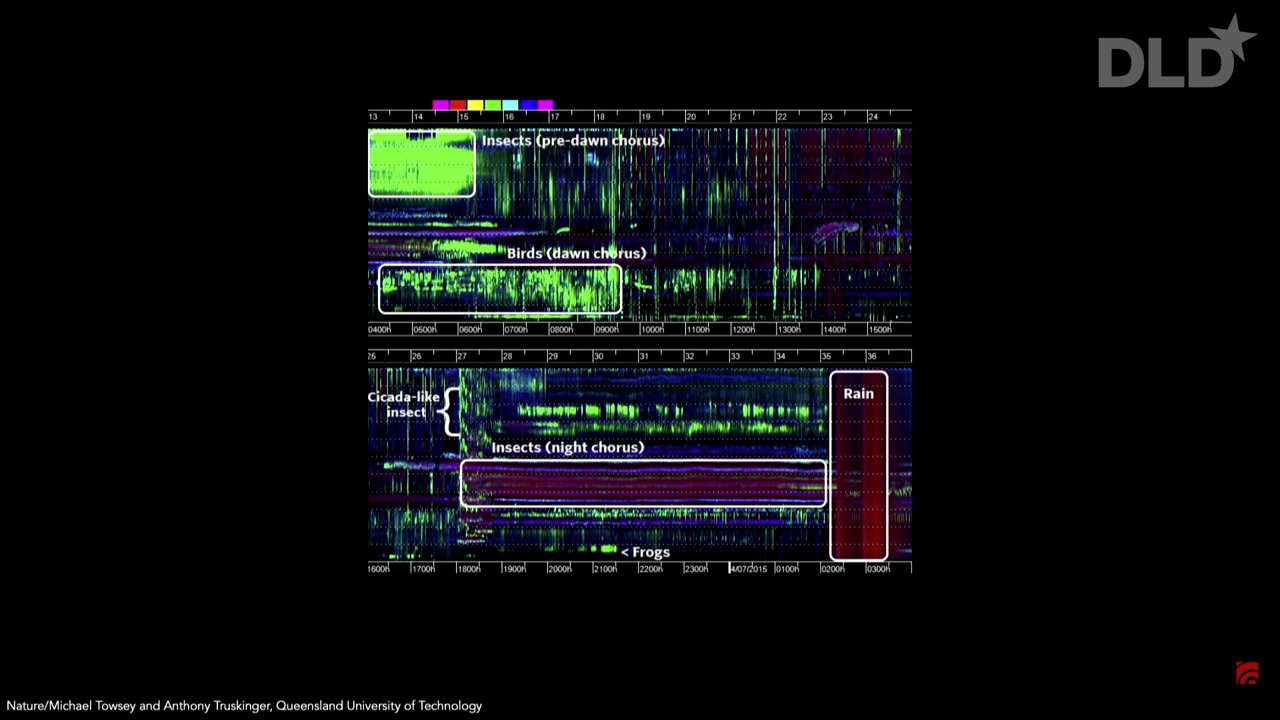 DLD
13 14 15 16 17 18 19 20 21 22 23 24
Insects (pre-dawn chorus)
Birds (dawn chorus)
0400h 0500h 0600h 0700h 0800h 0900h 1000h 1100h 1200h 1300h 1400h 1500h
25 26 27 28 29 30 31 32 33 34 35 36
Cicada-like
insect
Rain
Insects (night chorus)
< Frogs
1600h 1700h 1800h 1900h 2000h 2100h 2200h 2300h 4/07/2015 0100h 0200h 0300h
Nature/Michael Towsey and Anthony Truskinger, Queensland University of Technology